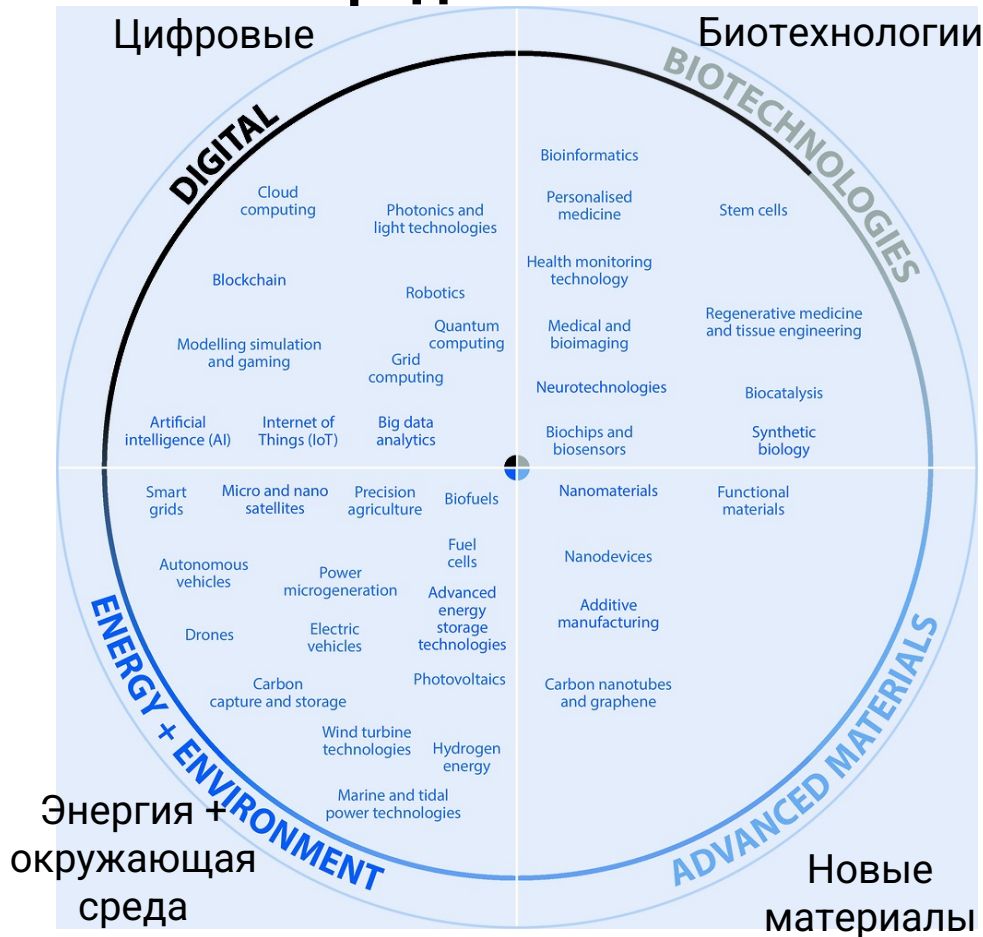 Цифровые
Биотехнологии
DIGITAL
BIOTECHNOLOGIES
Cloud
computing
Photonics and
light technologies
Blockchain
Robotics
Quantum
computing
Modelling simulation
and gaming
Grid
computing
Artificial
intelligence (AI)
Internet of
Things (IoT)
Big data
analytics
Bioinformatics
Personalised
medicine
Stem cells
Health monitoring
technology
Regenerative medicine
and tissue engineering
Medical and
bioimaging
Neurotechnologies
Biocatalysis
Biochips and
biosensors
Synthetic
biology
Smart
grids
Micro and nano
satellites
Precision
agriculture
Biofuels
Fuel
cells
Autonomous
vehicles
Power
microgeneration
Advanced
energy
storage
technologies
Drones
Electric
vehicles
Photovoltaics
Carbon
capture and storage
Wind turbine
technologies
Hydrogen
energy
Marine and tidal
power technologies
Nanomaterials
Functional
materials
Nanodevices
Additive
manufacturing
Carbon nanotubes
and graphene
ENERGY + ENVIRONMENT
ADVANCED MATERIALS
Энергия +
окружающая
среда
Новые
материалы